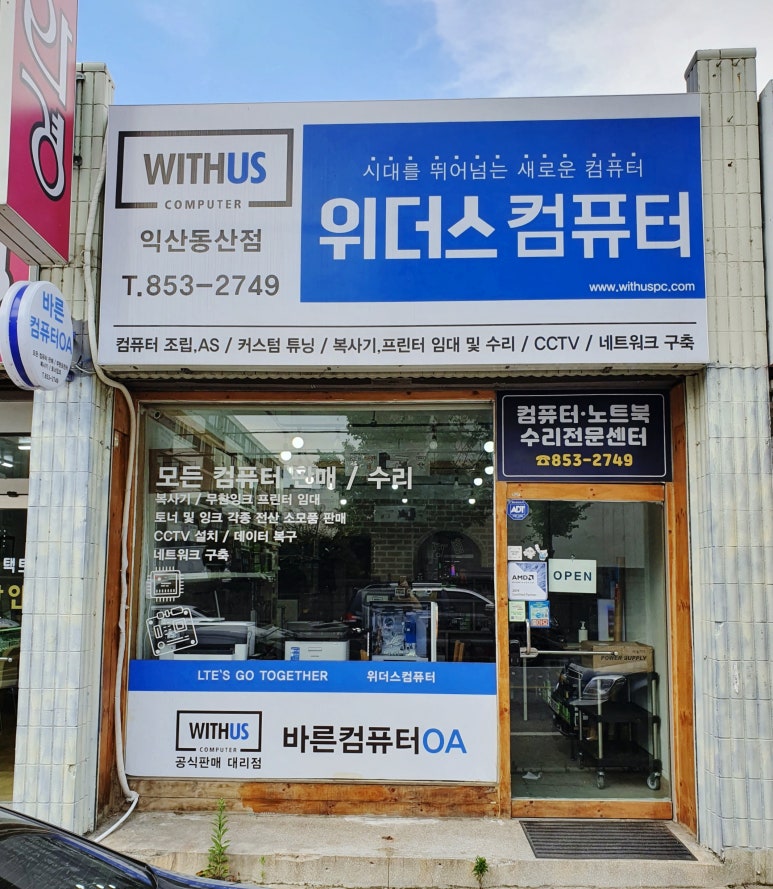 WITHUS
COMPUTER
익산동산점
T.853-2749
시대를 뛰어넘는 새로운 컴퓨터
위더스컴퓨터
www.withuspc.com
컴퓨터 조립,AS / 커스텀 튜닝 / 복사기,프린터 임대 및 수리 / CCTV / 네트워크 구축
바른
컴퓨터OA
853-2749
컴퓨터·노트북
수리전문센터
☎853-2749
모든 컴퓨터 판매 / 수리
복사기 / 무한잉크 프린터 임대
토너 및 잉크 각종 전산 소모품 판매
CCTV 설치 / 데이터 복구
네트워크 구축
ADT
AMD
OPEN
POWER SUPPLY
LTE'S GO TOGETHER 위더스컴퓨터
WITHUS
COMPUTER
공식판매 대리점
바른컴퓨터OA